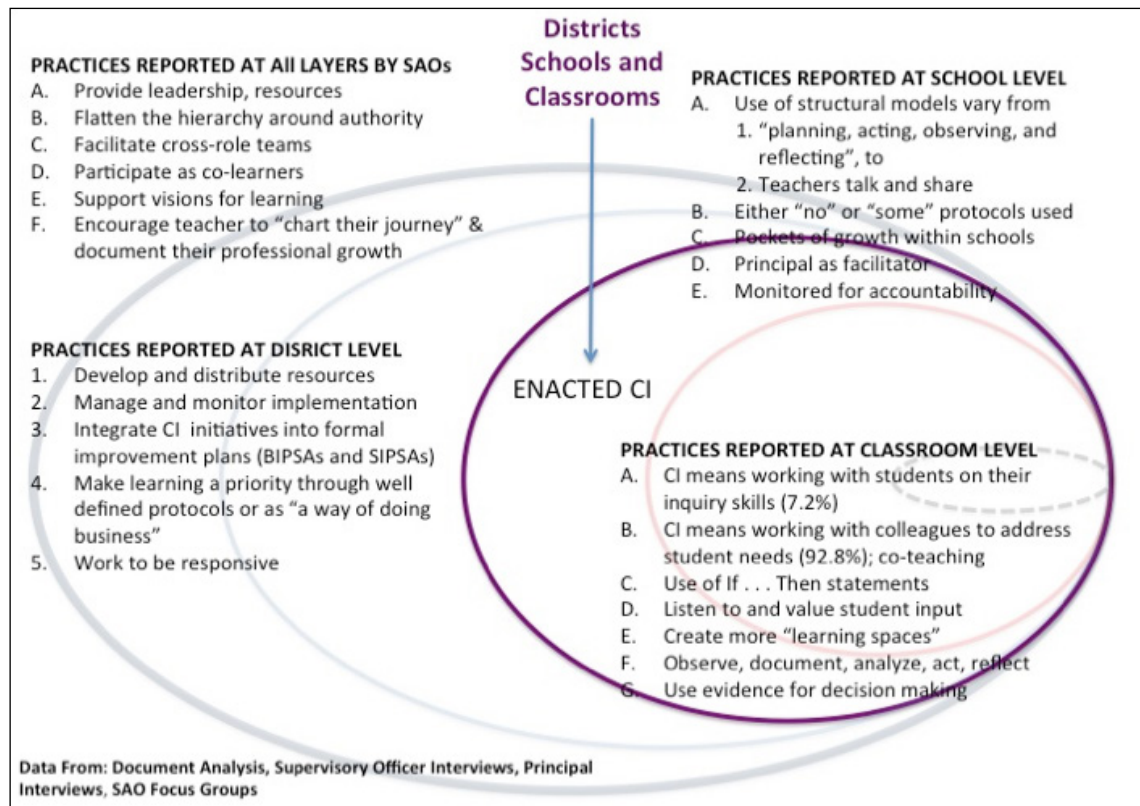 Districts
Schools and
Classrooms
PRACTICES REPORTED AT All LAYERS BY SAOs
A. Provide leadership, resources
B. Flatten the hierarchy around authority
C. Facilitate cross-role teams
D. Participate as co-learners
E. Support visions for learning
F. Encourage teacher to “chart their journey” &
document their professional growth
PRACTICES REPORTED AT SCHOOL LEVEL
A. Use of structural models vary from
1. “planning, acting, observing, and
reflecting”, to
2. Teachers talk and share
B. Either “no” or “some” protocols used
C. Pockets of growth within schools
D. Principal as facilitator
E. Monitored for accountability
PRACTICES REPORTED AT DISRICT LEVEL
1. Develop and distribute resources
2. Manage and monitor implementation
3. Integrate CI initiatives into formal
improvement plans (BIPSAs and SIPSAs)
4. Make learning a priority through well
defined protocols or as “a way of doing
business”
5. Work to be responsive
ENACTED CI
PRACTICES REPORTED AT CLASSROOM LEVEL
A. CI means working with students on their
inquiry skills (7.2%)
B. CI means working with colleagues to address
student needs (92.8%); co-teaching
C. Use of If . . . Then statements
D. Listen to and value student input
E. Create more “learning spaces”
F. Observe, document, analyze, act, reflect
G. Use evidence for decision making
Data From: Document Analysis, Supervisory Officer Interviews, Principal
Interviews, SAO Focus Groups